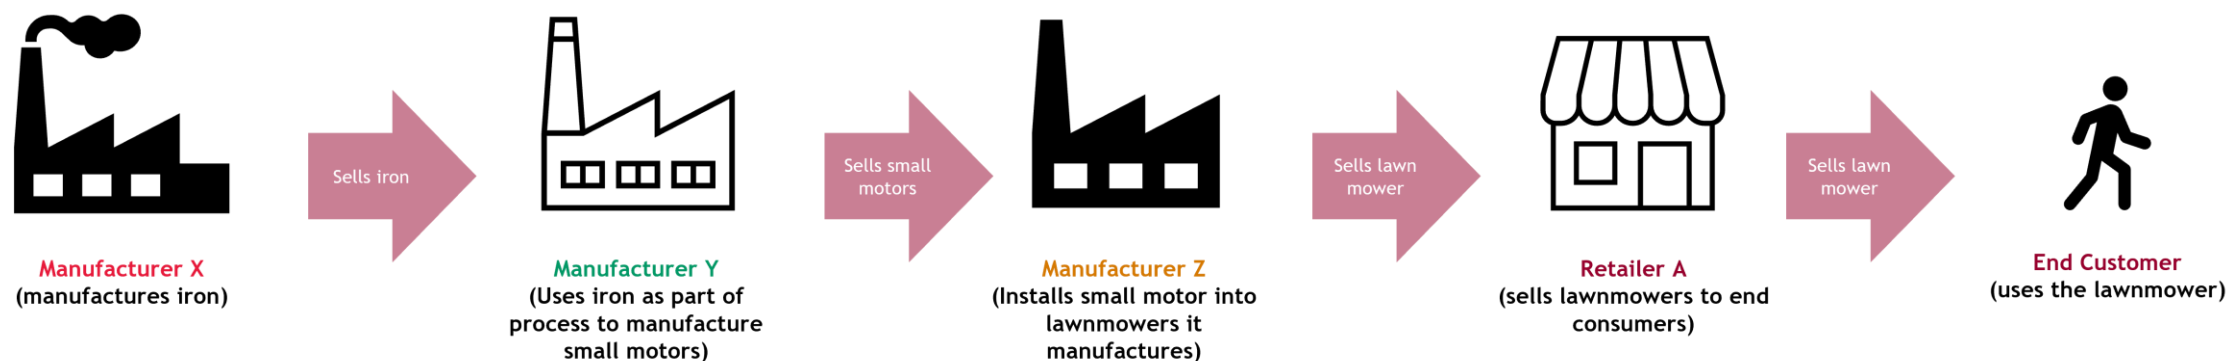 Sells iron
Sells small
motors
Sells lawn
mower
Sells lawn
mower
Manufacturer X
(manufactures iron)
Manufacturer Y
(Uses iron as part of
process to manufacture
small motors)
Manufacturer Z
(Installs small motor into
lawnmowers it
manufactures)
Retailer A
(sells lawnmowers to end
consumers)
End Customer
(uses the lawnmower)